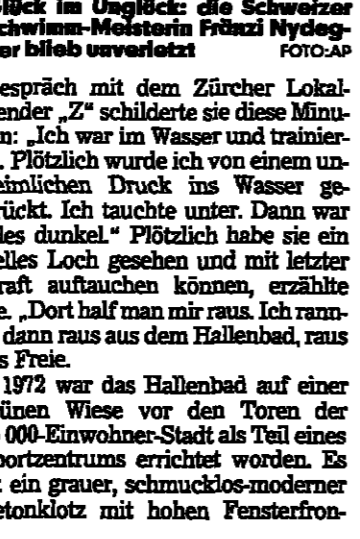 Glück im Unglück: die Schweizer
chwimm-Meisterin Fränzi Nydeg-
er blieb unverletzt FOTO:AP
espräch mit dem Zürcher Lokal-
ender „Z“ schilderte sie diese Minu-
n: „Ich war im Wasser und trainier-
. Plötzlich wurde ich von einem un-
eimlichen Druck ins Wasser ge-
rückt. Ich tauchte unter. Dann war
les dunkel.“ Plötzlich habe sie ein
elles Loch gesehen und mit letzter
raft auftauchen können, erzählte
e. „Dort half man mir raus. Ich rann-
dann raus aus dem Hallenbad, raus
s Freie.
1972 war das Hallenbad auf einer
ünen Wiese vor den Toren der
000-Einwohner-Stadt als Teil eines
portzentrums errichtet worden. Es
ein grauer, schmucklos-moderner
etonklotz mit hohen Fensterfron-